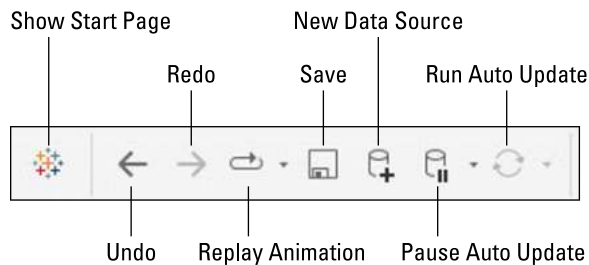 Show Start Page
New Data Source
Redo
Save
Run Auto Update
Undo
Replay Animation
Pause Auto Update